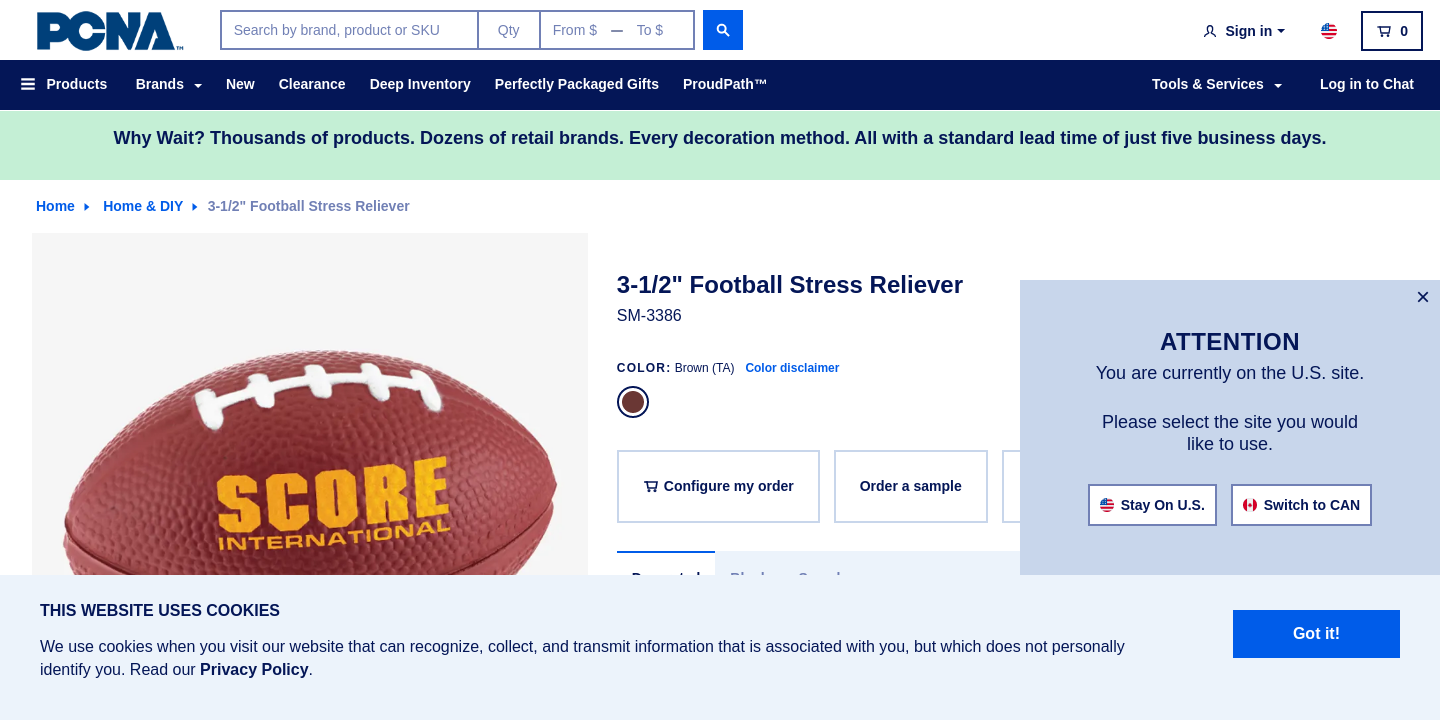 PCNA™
Search by brand, product or SKU
Qty
From $ — To $
Sign in
0
Products
Brands
New
Clearance
Deep Inventory
Perfectly Packaged Gifts
ProudPath™
Tools & Services
Log in to Chat
Why Wait? Thousands of products. Dozens of retail brands. Every decoration method. All with a standard lead time of just five business days.
Home Home & DIY 3-1/2" Football Stress Reliever
SCORE
INTERNATIONAL
3-1/2" Football Stress Reliever
SM-3386
COLOR: Brown (TA) Color disclaimer
Configure my order
Order a sample
×
ATTENTION
You are currently on the U.S. site.
Please select the site you would
like to use.
Stay On U.S.
Switch to CAN
THIS WEBSITE USES COOKIES
We use cookies when you visit our website that can recognize, collect, and transmit information that is associated with you, but which does not personally
identify you. Read our Privacy Policy.
Got it!